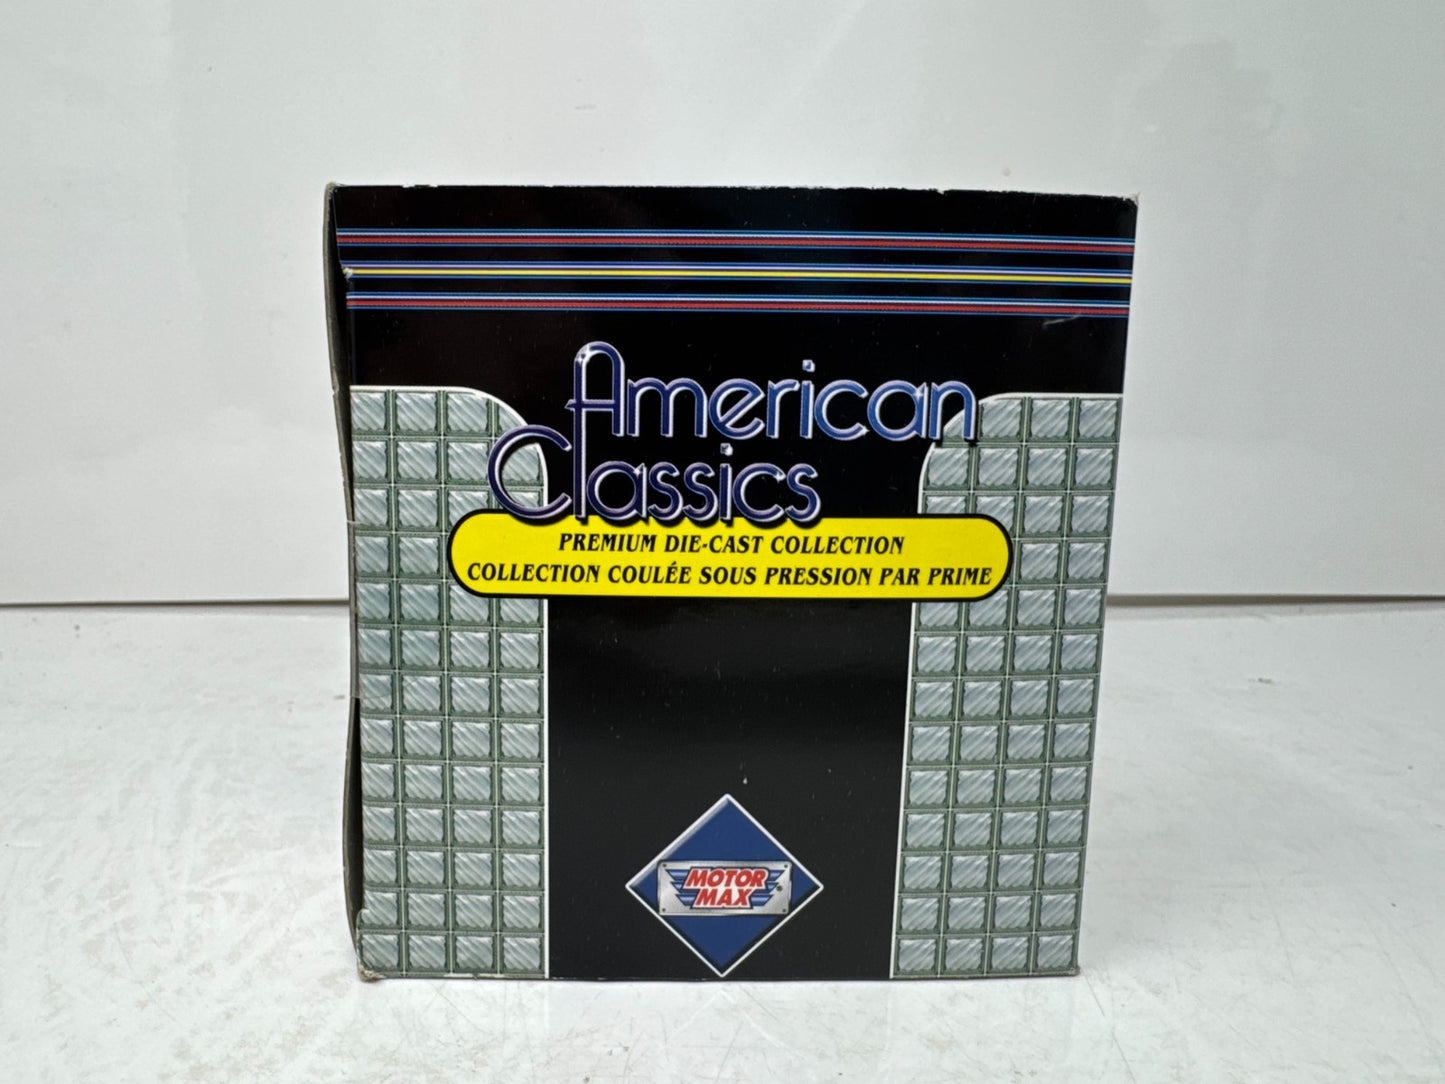 American
Classics
PREMIUM DIE-CAST COLLECTION
COLLECTION COULÉE SOUS PRESSION PAR PRIME
MOTOR
MAX
®